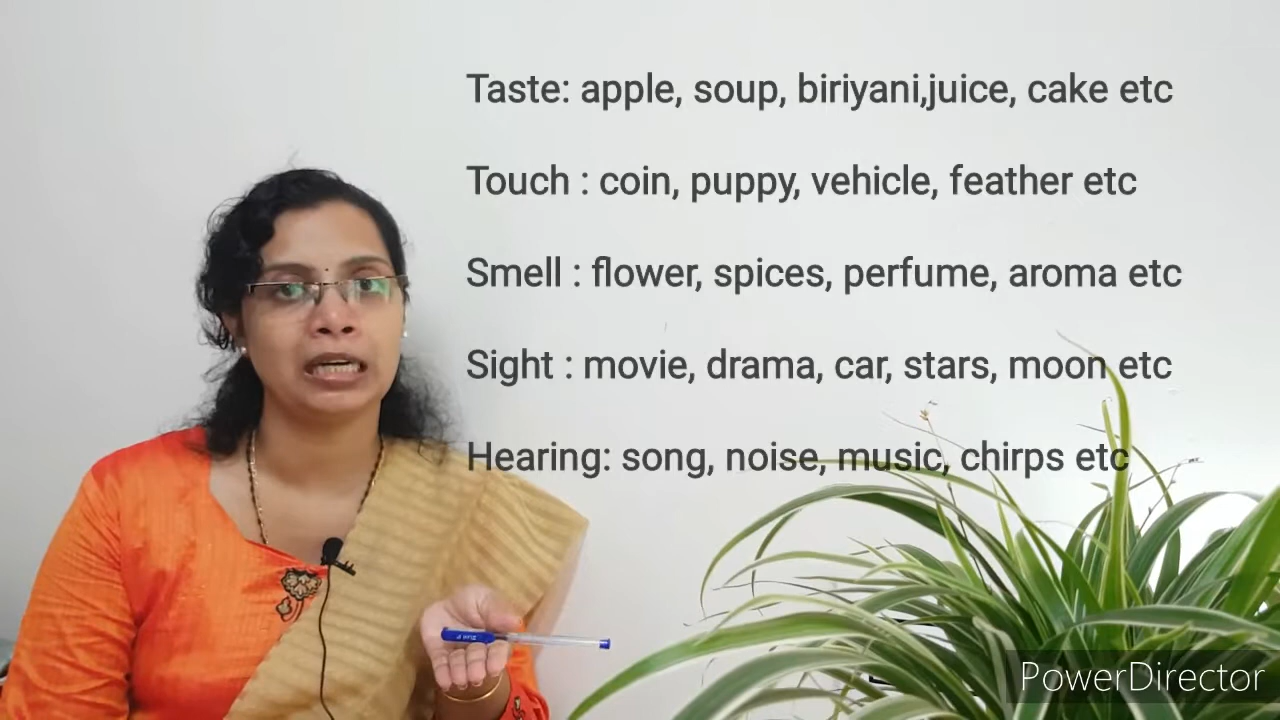 Taste: apple, soup, biriyani,juice, cake etc
Touch : coin, puppy, vehicle, feather etc
Smell : flower, spices, perfume, aroma etc
Sight : movie, drama, car, stars, moon etc
Hearing: song, noise, music, chirps etc
PowerDirector